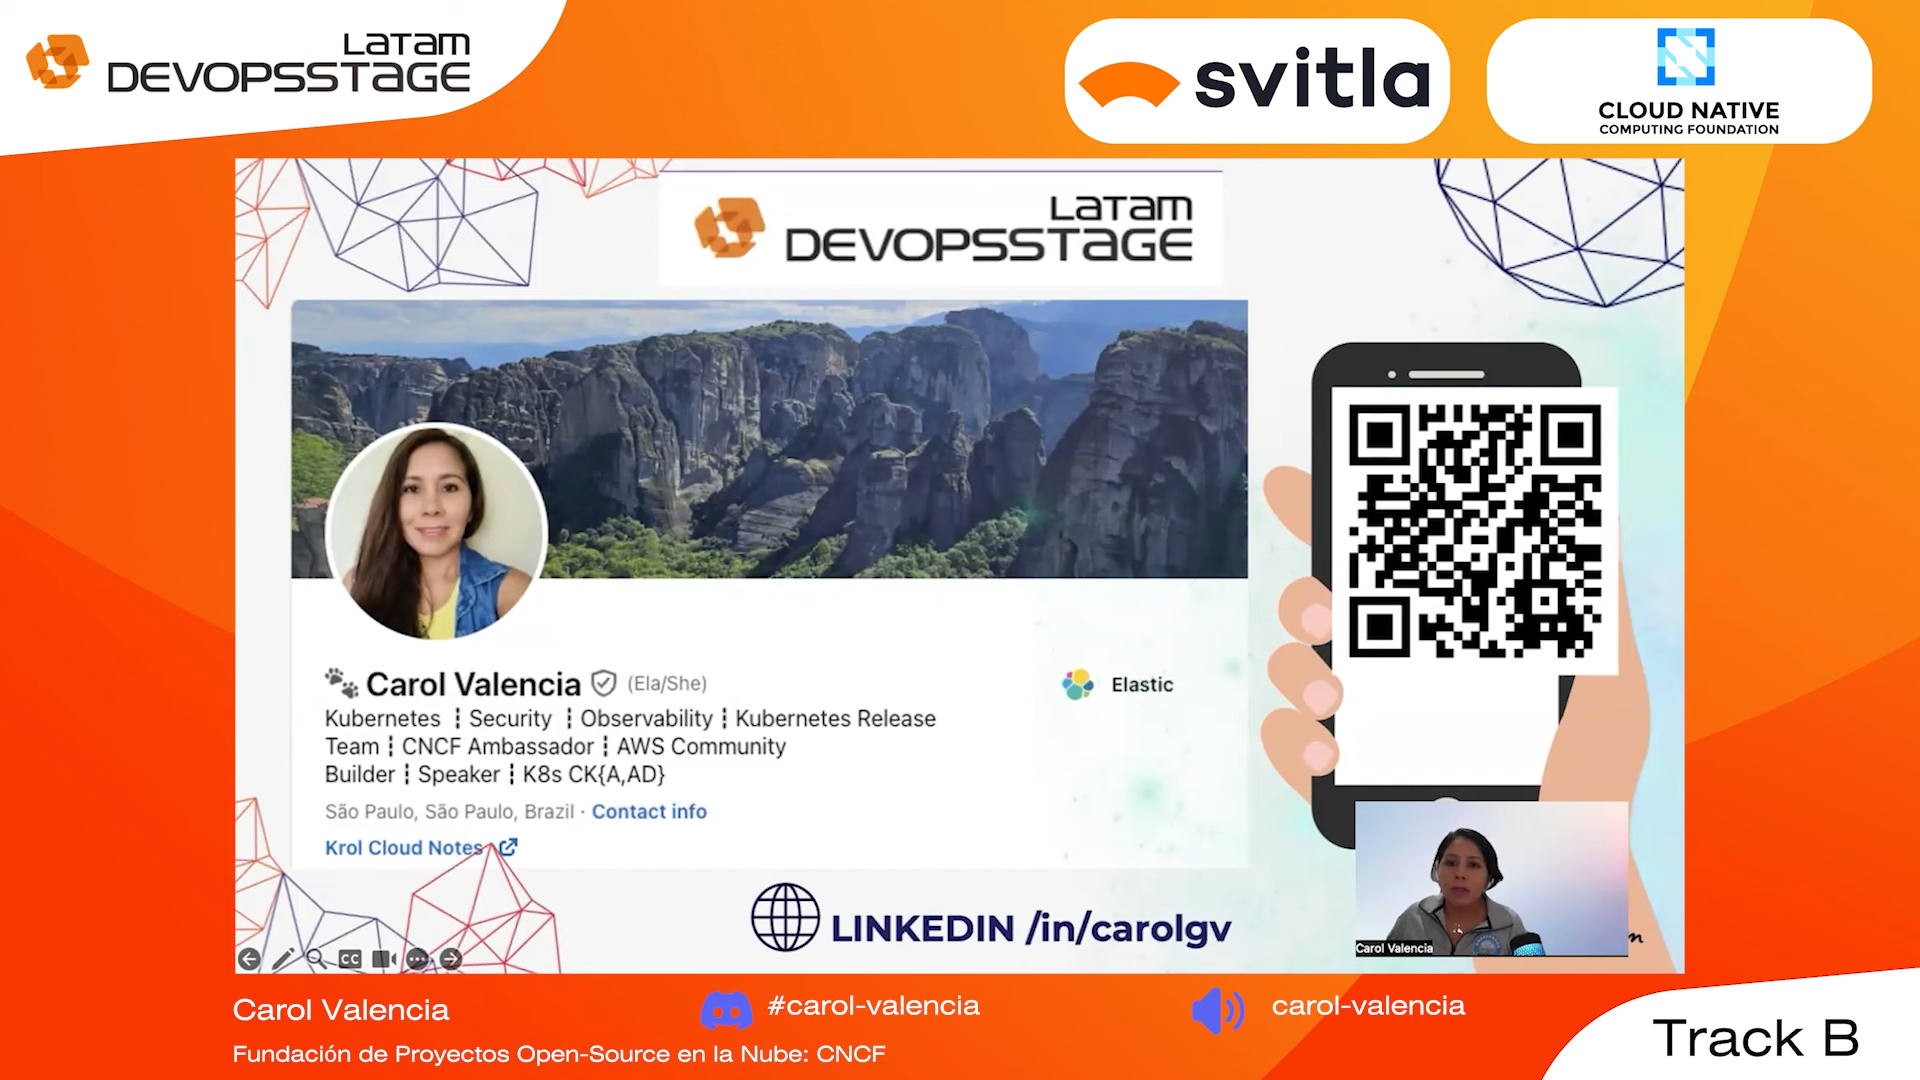 LATAM
DEVOPSSTAGE
svitla
CLOUD NATIVE
COMPUTING FOUNDATION
LATAM
DEVOPSSTAGE
Carol Valencia (Ela/She)
Elastic
Kubernetes ┇ Security ┇ Observability ┇ Kubernetes Release
Team ┇ CNCF Ambassador ┇ AWS Community
Builder ┇ Speaker ┇ K8s CK{A,AD}
São Paulo, São Paulo, Brazil · Contact info
Krol Cloud Notes
LINKEDIN /in/carolgv
Carol Valencia
CC
Carol Valencia
#carol-valencia
carol-valencia
Fundación de Proyectos Open-Source en la Nube: CNCF
Track B